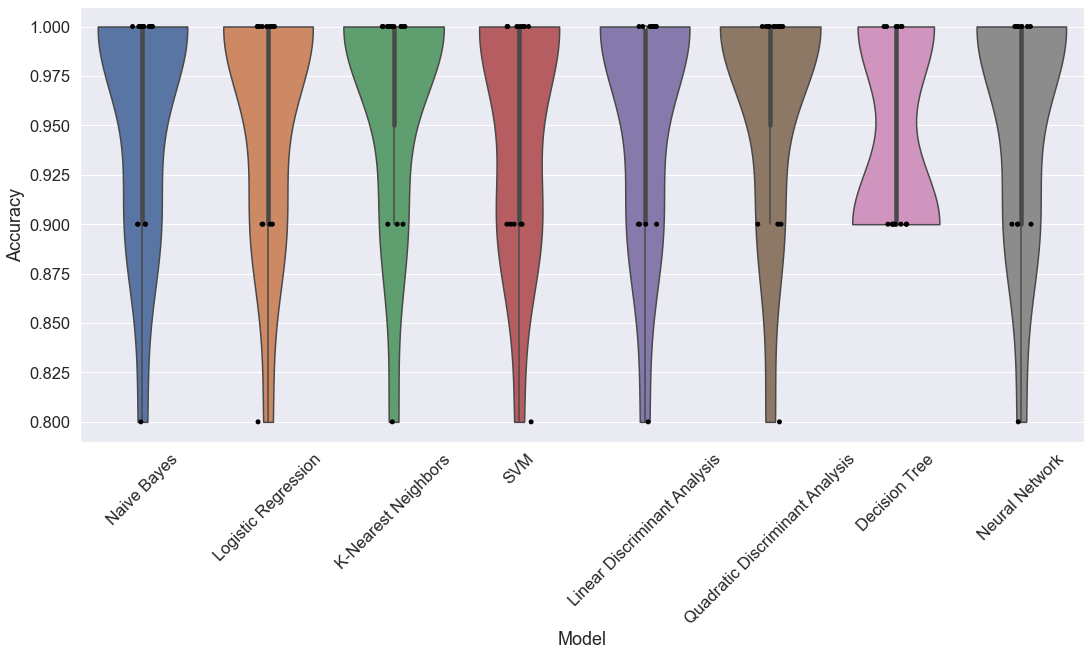 1.000
0.975
0.950
0.925
0.900
0.875
0.850
0.825
0.800
Accuracy
Naive Bayes
Logistic Regression
K-Nearest Neighbors
SVM
Linear Discriminant Analysis
Quadratic Discriminant Analysis
Decision Tree
Neural Network
Model